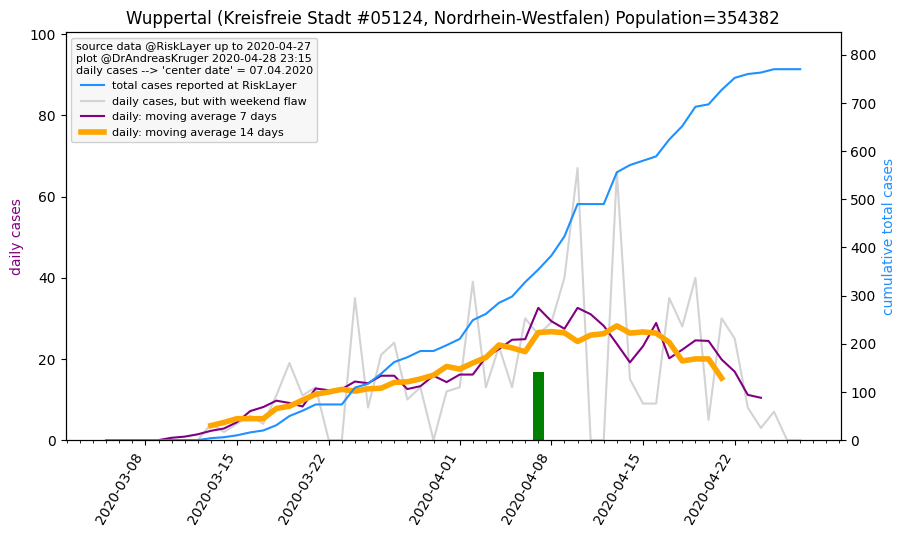 Wuppertal (Kreisfreie Stadt #05124, Nordrhein-Westfalen) Population=354382
source data @RiskLayer up to 2020-04-27
plot @DrAndreasKruger 2020-04-28 23:15
daily cases --> 'center date' = 07.04.2020
total cases reported at RiskLayer
daily cases, but with weekend flaw
daily: moving average 7 days
daily: moving average 14 days
daily cases
100
80
60
40
20
0
cumulative total cases
800
700
600
500
400
300
200
100
0
2020-03-08
2020-03-15
2020-03-22
2020-04-01
2020-04-08
2020-04-15
2020-04-22